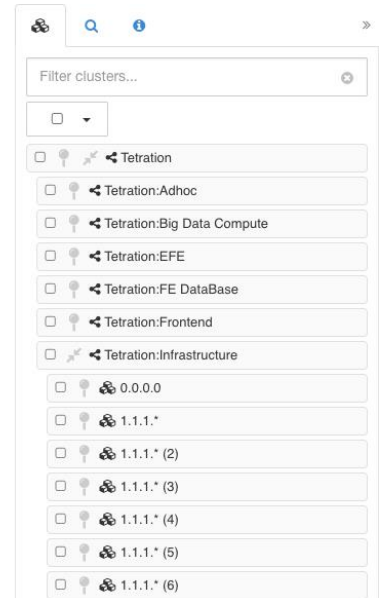 Filter clusters...
Tetration
Tetration:Adhoc
Tetration:Big Data Compute
Tetration:EFE
Tetration:FE DataBase
Tetration:Frontend
Tetration:Infrastructure
0.0.0.0
1.1.1.*
1.1.1.* (2)
1.1.1.* (3)
1.1.1.* (4)
1.1.1.* (5)
1.1.1.* (6)